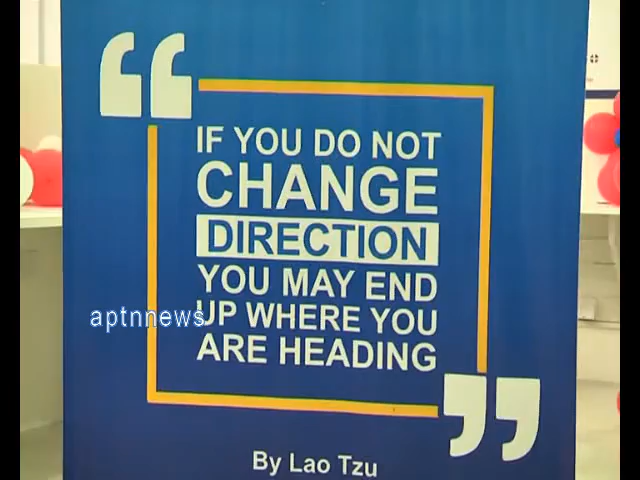 “
IF YOU DO NOT
CHANGE
DIRECTION
YOU MAY END
UP WHERE YOU
ARE HEADING
”
By Lao Tzu
aptnnews